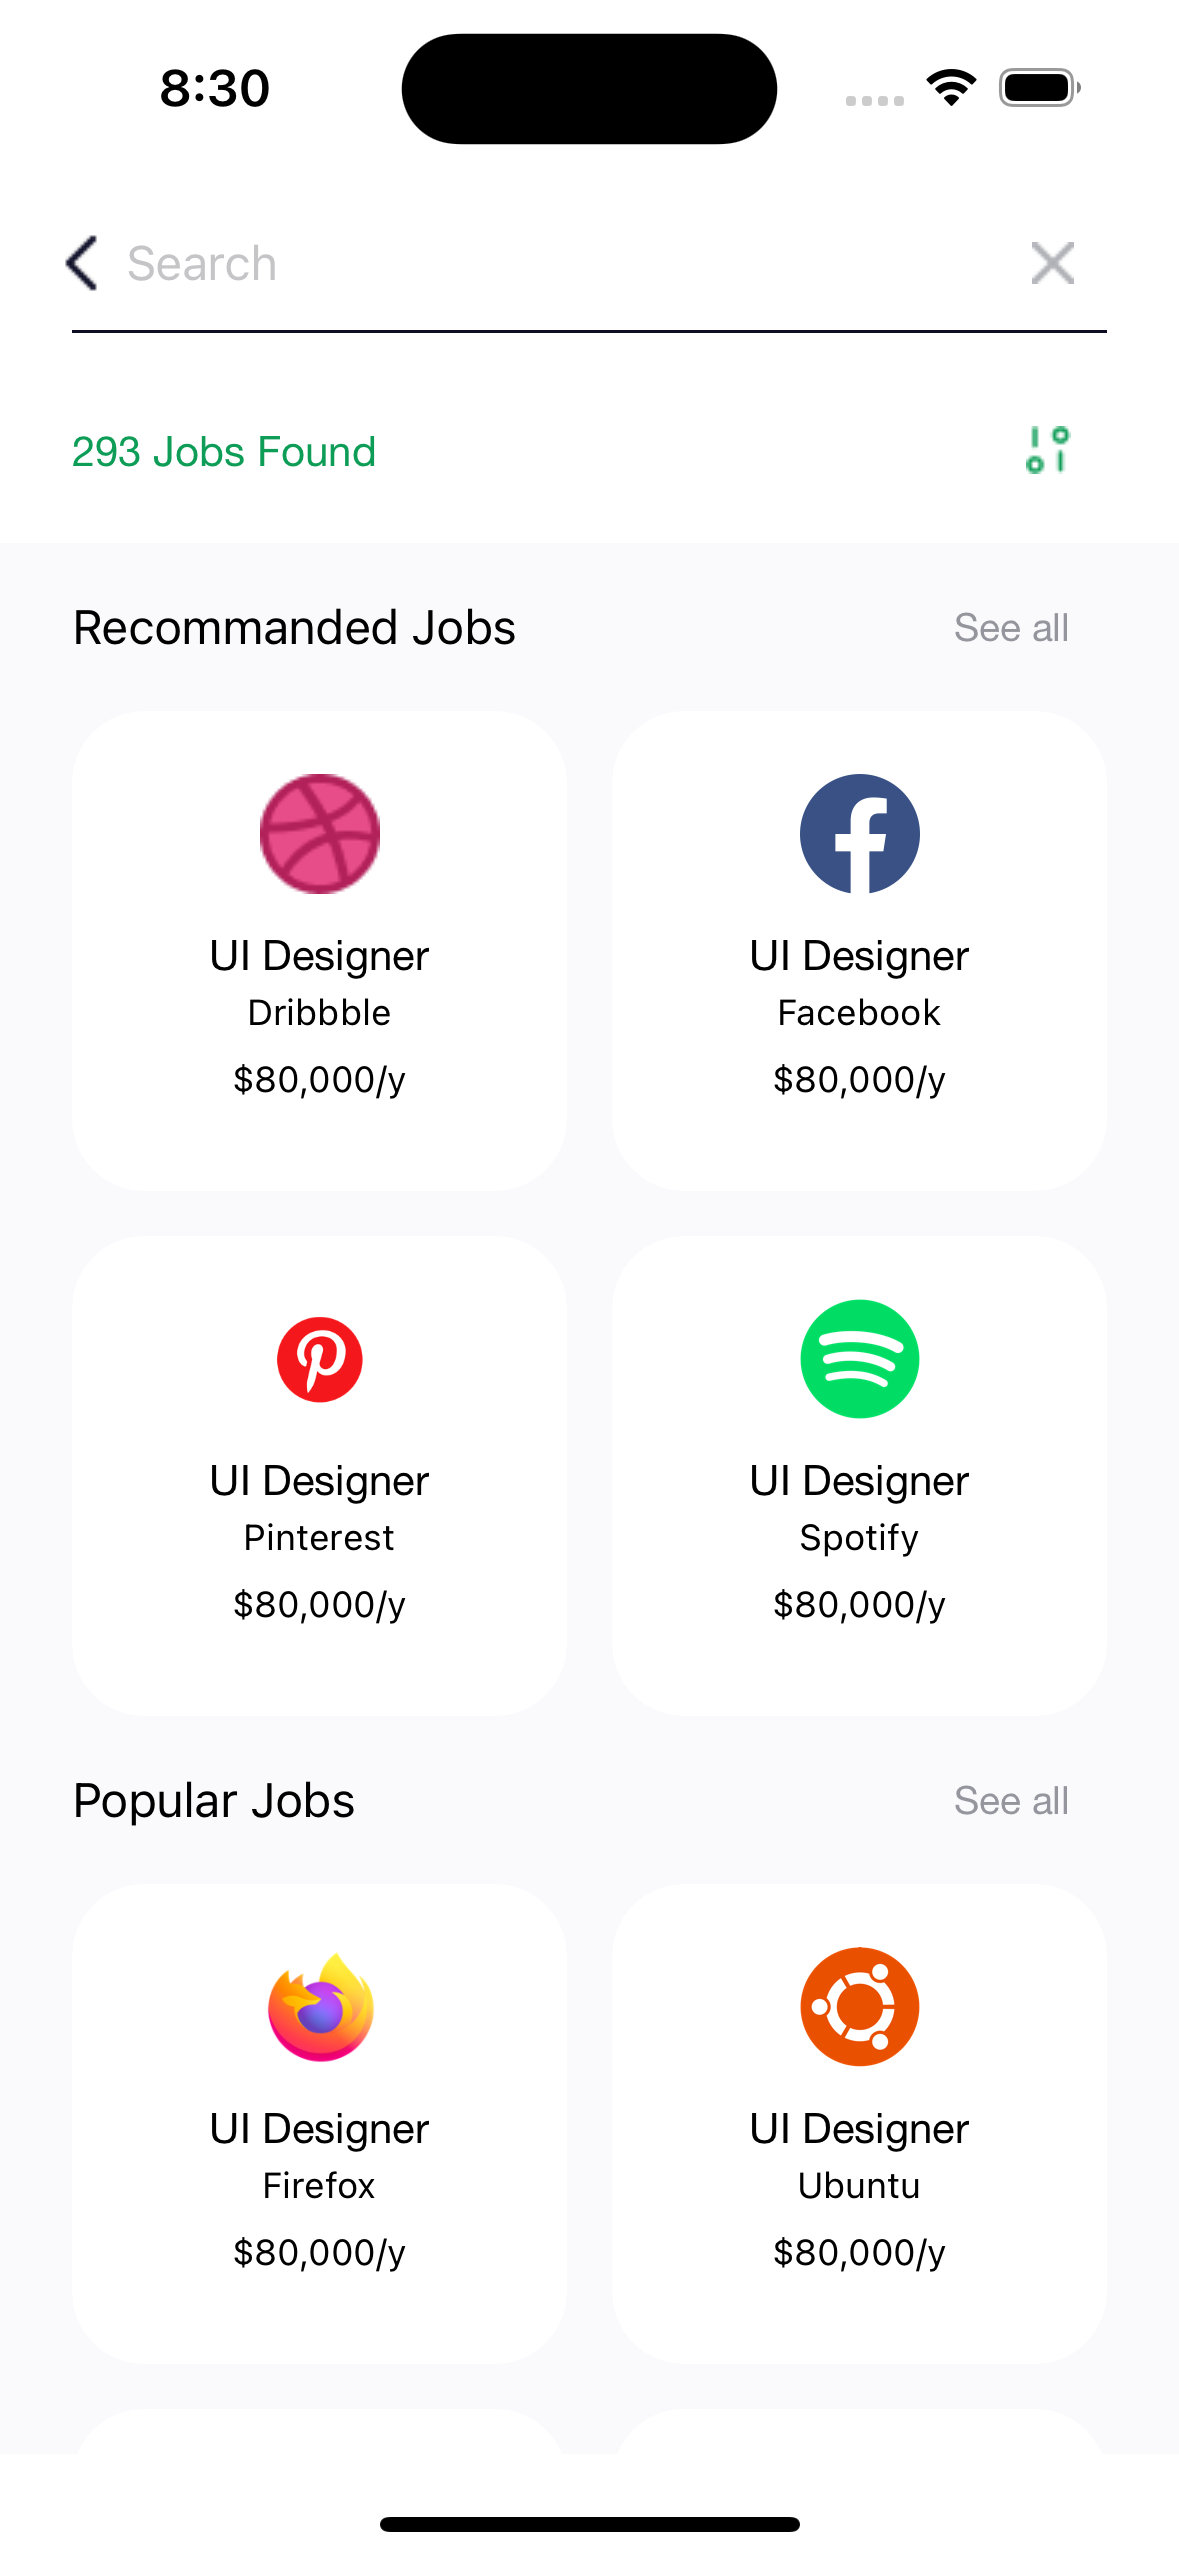 8:30
Search
293 Jobs Found
Recommanded Jobs See all
UI Designer UI Designer
Dribbble Facebook
$80,000/y $80,000/y
UI Designer UI Designer
Pinterest Spotify
$80,000/y $80,000/y
Popular Jobs See all
UI Designer UI Designer
Firefox Ubuntu
$80,000/y $80,000/y